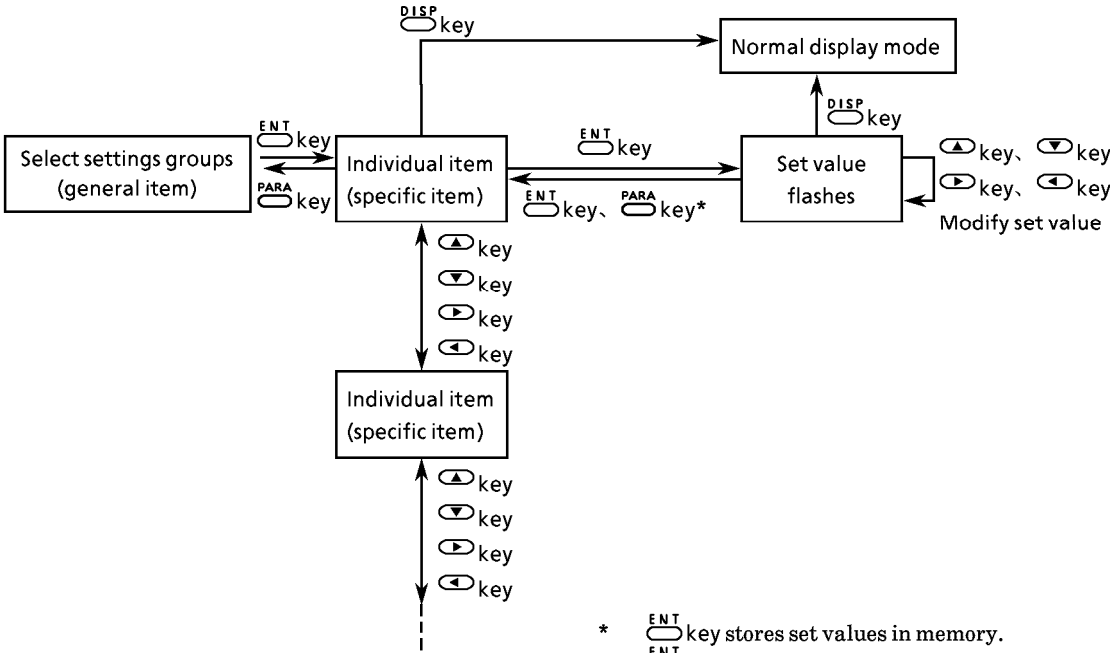 DISP key
Normal display mode
DISP key
ENT key
Select settings groups
(general item)
PARA key
Individual item
(specific item)
ENT key
ENT key、 PARA key*
Set value
flashes
key、 key
key、 key
Modify set value
key
key
key
key
Individual item
(specific item)
key
key
key
key
* ENT key stores set values in memory.
ENT